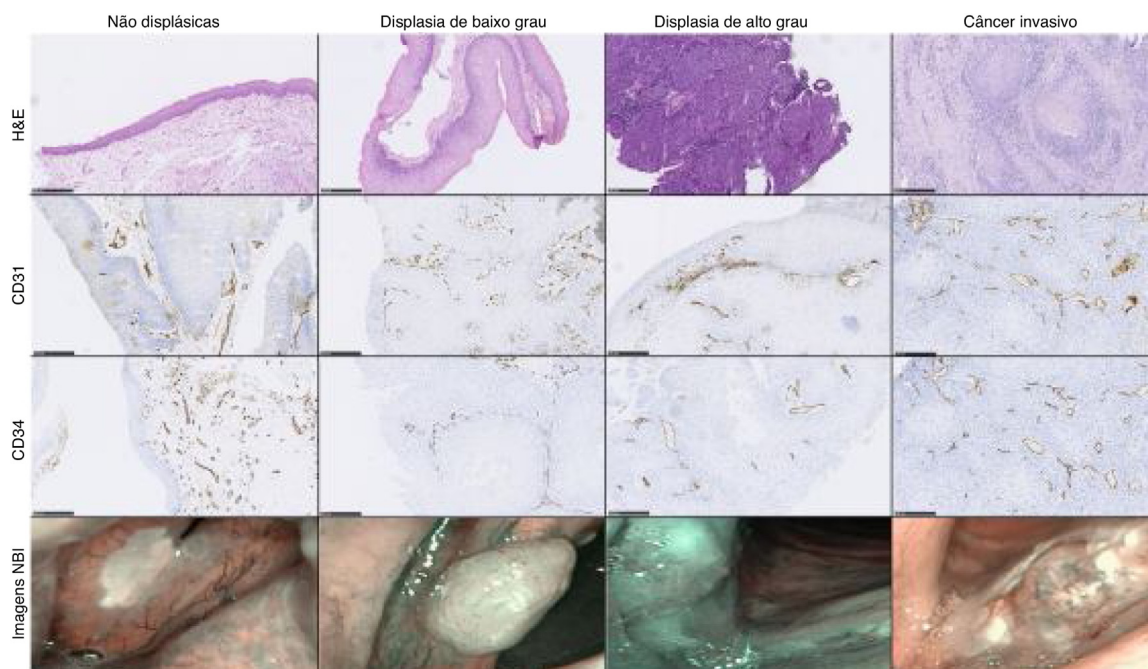 Não displásicas
Displasia de baixo grau
Displasia de alto grau
Câncer invasivo
H&E
CD31
CD34
Imagens NBI